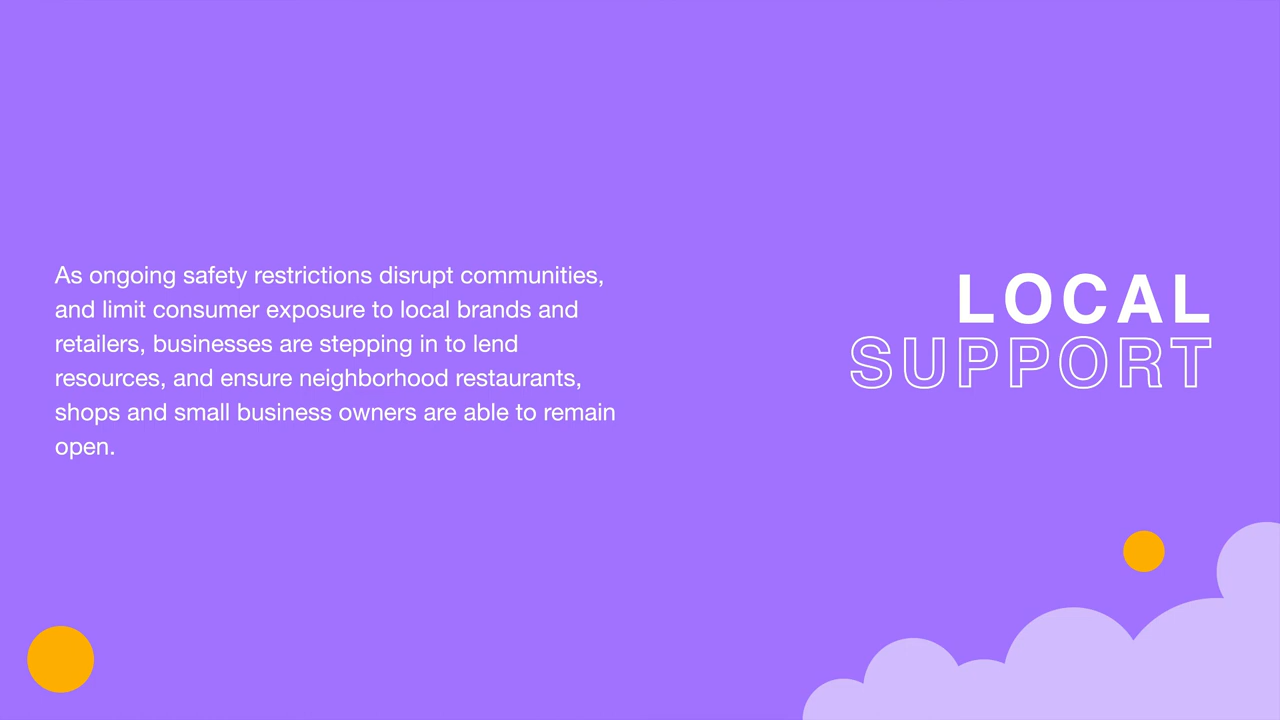 As ongoing safety restrictions disrupt communities,
and limit consumer exposure to local brands and
retailers, businesses are stepping in to lend
resources, and ensure neighborhood restaurants,
shops and small business owners are able to remain
open.
LOCAL
SUPPORT